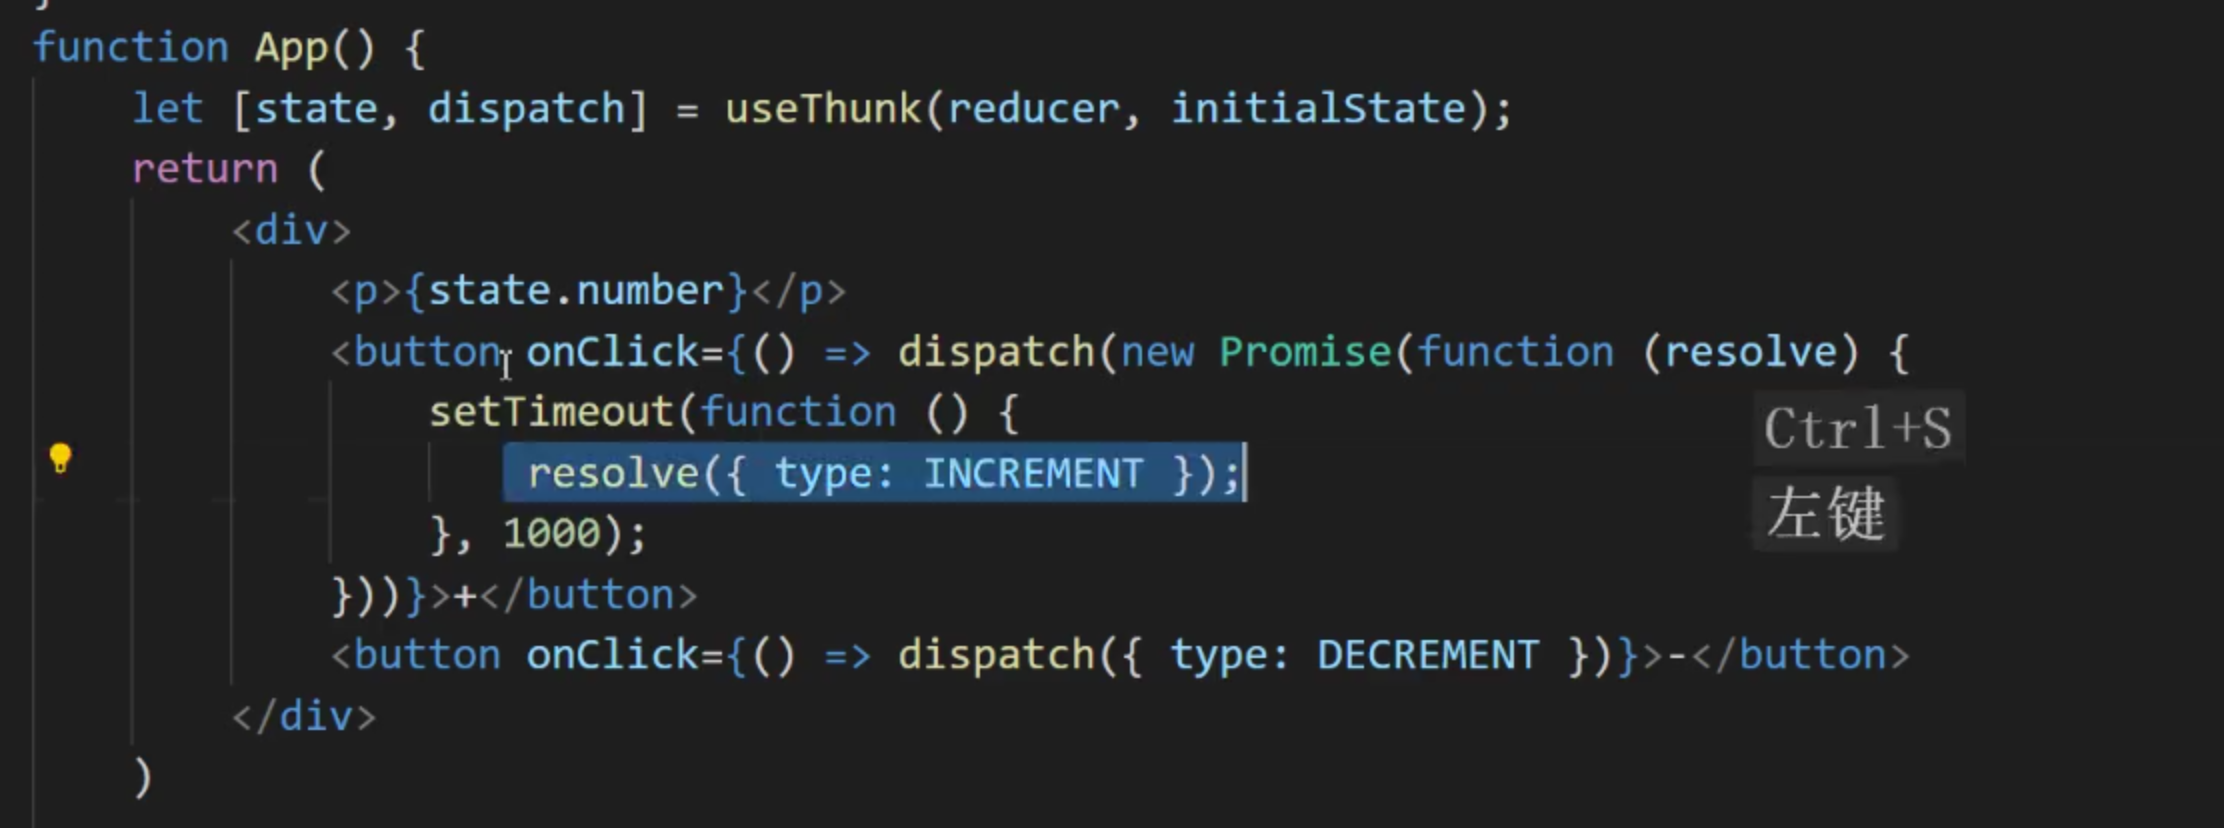 }
function App() {
let [state, dispatch] = useThunk(reducer, initialState);
return (
<div>
<p>{state.number}</p>
<button onClick={() => dispatch(new Promise(function (resolve) {
setTimeout(function () {
resolve({ type: INCREMENT });
}, 1000);
}))}>+</button>
<button onClick={() => dispatch({ type: DECREMENT })}>-</button>
</div>
)
Ctrl+S
左键